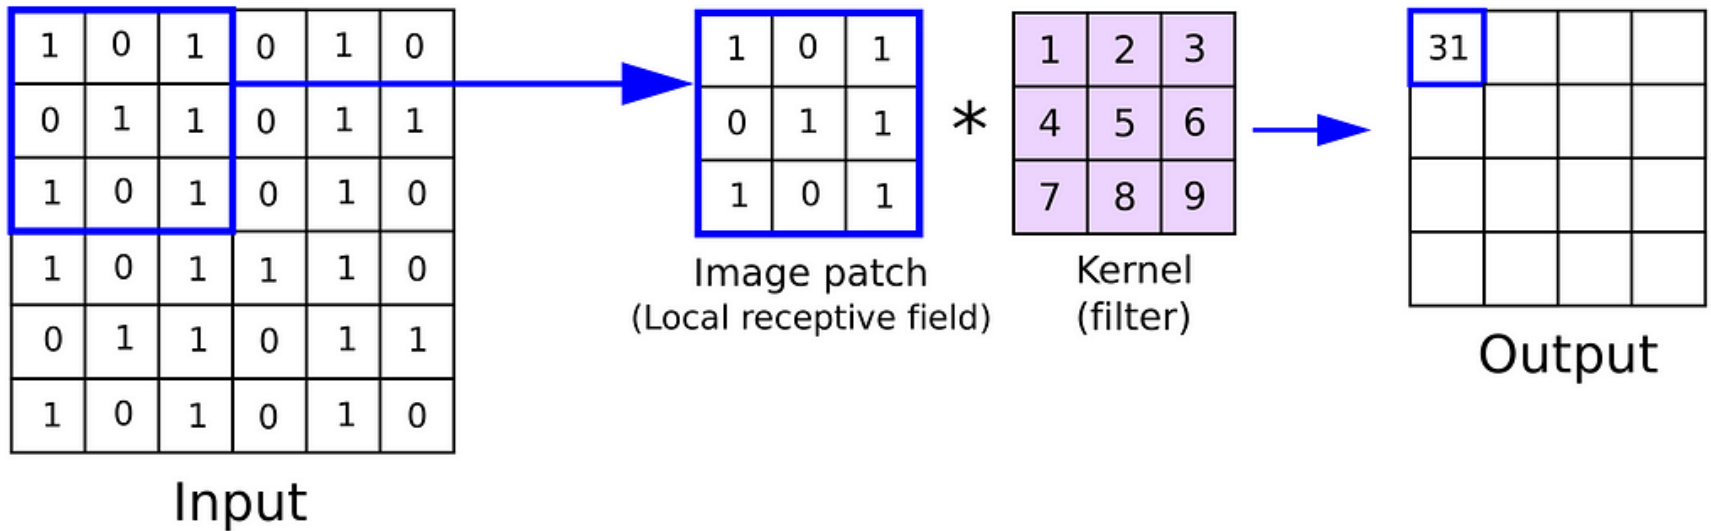 1 0 1 0 1 0
0 1 1 0 1 1
1 0 1 0 1 0
1 0 1 1 1 0
0 1 1 0 1 1
1 0 1 0 1 0
Input
1 0 1
0 1 1
1 0 1
Image patch
(Local receptive field)
*
1 2 3
4 5 6
7 8 9
Kernel
(filter)
31
Output